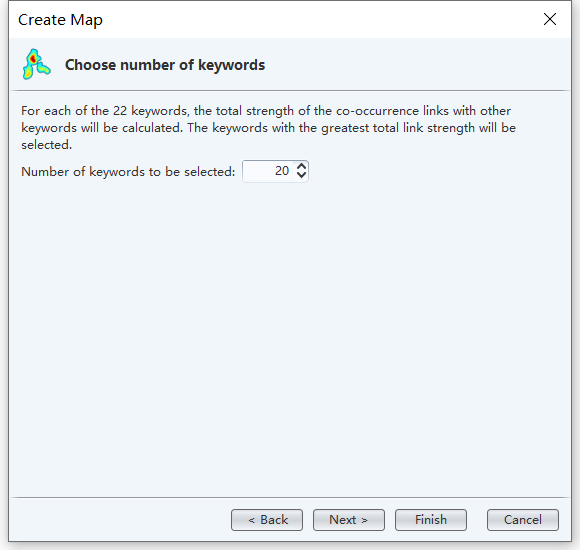 Create Map
Choose number of keywords
For each of the 22 keywords, the total strength of the co-occurrence links with other
keywords will be calculated. The keywords with the greatest total link strength will be
selected.
Number of keywords to be selected: 20
< Back Next > Finish Cancel